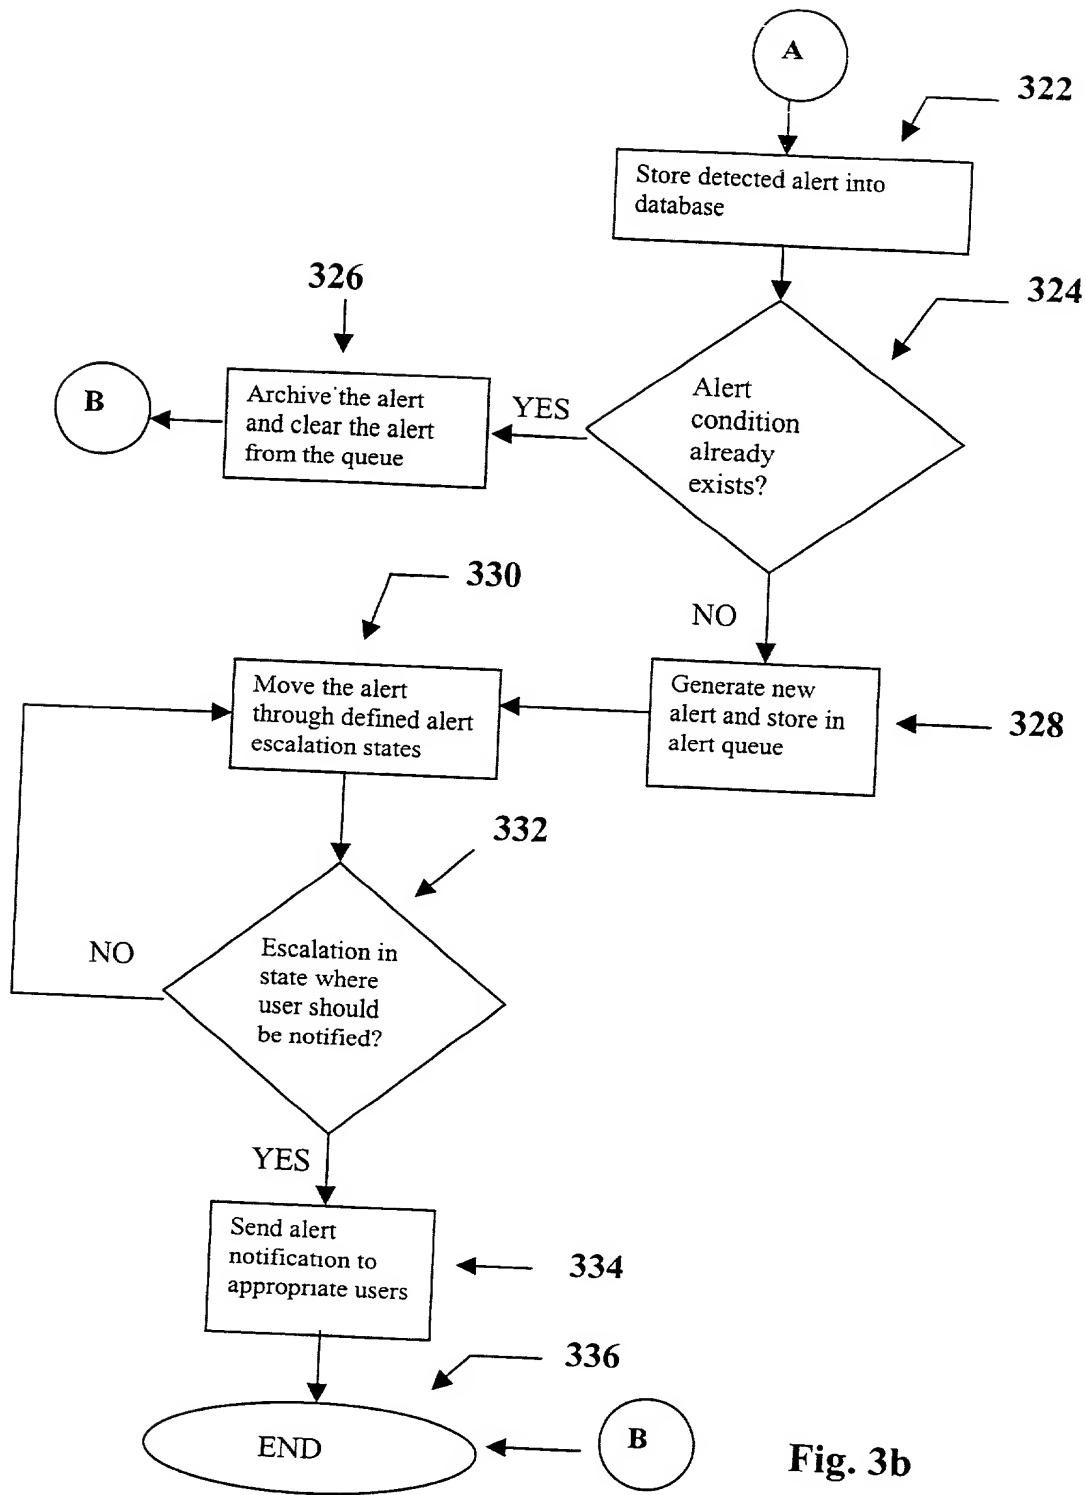 A
322
Store detected alert into
database
324
326
Archive the alert
and clear the alert
from the queue
B
YES
Alert
condition
already
exists?
330
NO
Move the alert
through defined alert
escalation states
Generate new
alert and store in
alert queue
328
332
NO
Escalation in
state where
user should
be notified?
YES
Send alert
notification to
appropriate users
334
336
END
B
Fig. 3b